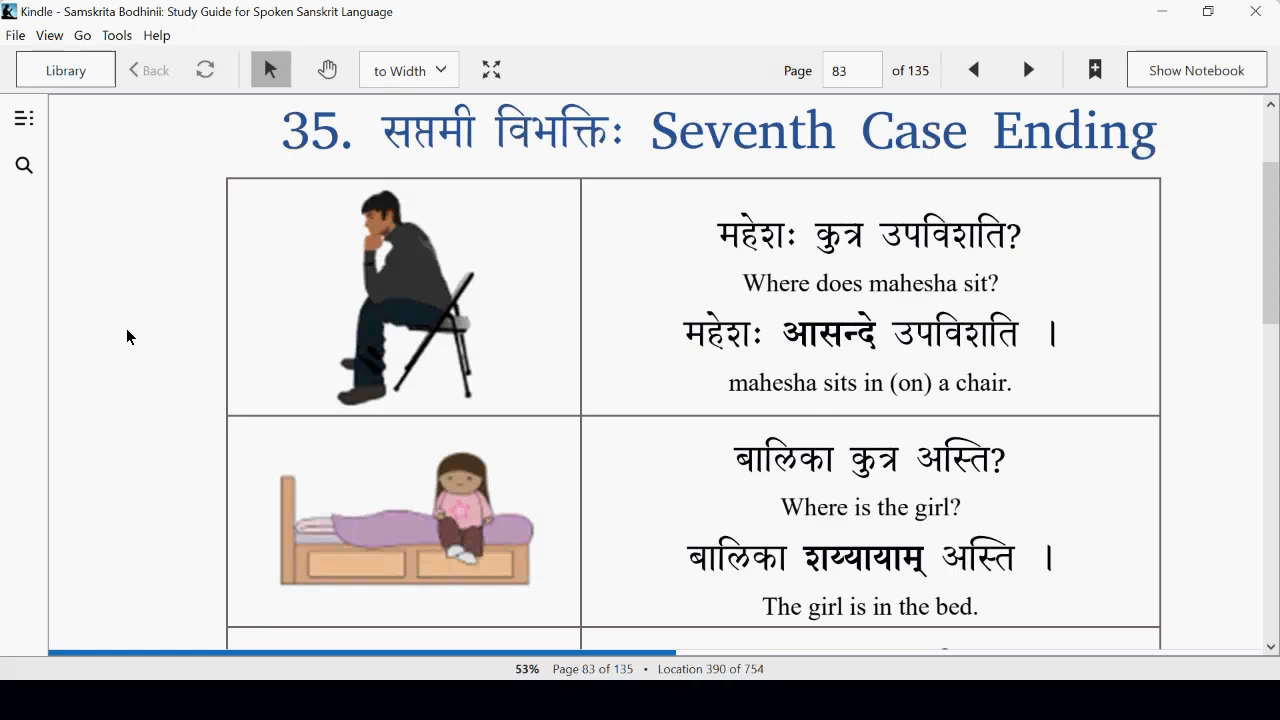 Kindle - Samskrita Bodhinii: Study Guide for Spoken Sanskrit Language
File View Go Tools Help
Library Back to Width Page 83 of 135 Show Notebook
35. सप्तमी विभक्तिः Seventh Case Ending
महेशः कुत्र उपविशति?
Where does mahesha sit?
महेशः आसन्दे उपविशति ।
mahesha sits in (on) a chair.
बालिका कुत्र अस्ति?
Where is the girl?
बालिका शय्यायाम् अस्ति ।
The girl is in the bed.
53% Page 83 of 135 • Location 390 of 754